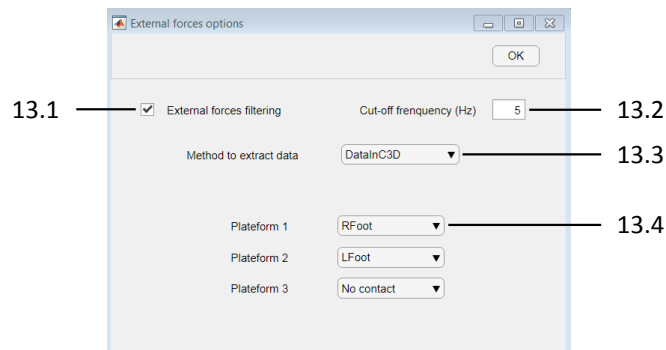 External forces options
OK
13.1 External forces filtering Cut-off frenquency (Hz) 5 13.2
Method to extract data DataInC3D 13.3
Plateform 1 RFoot 13.4
Plateform 2 LFoot
Plateform 3 No contact